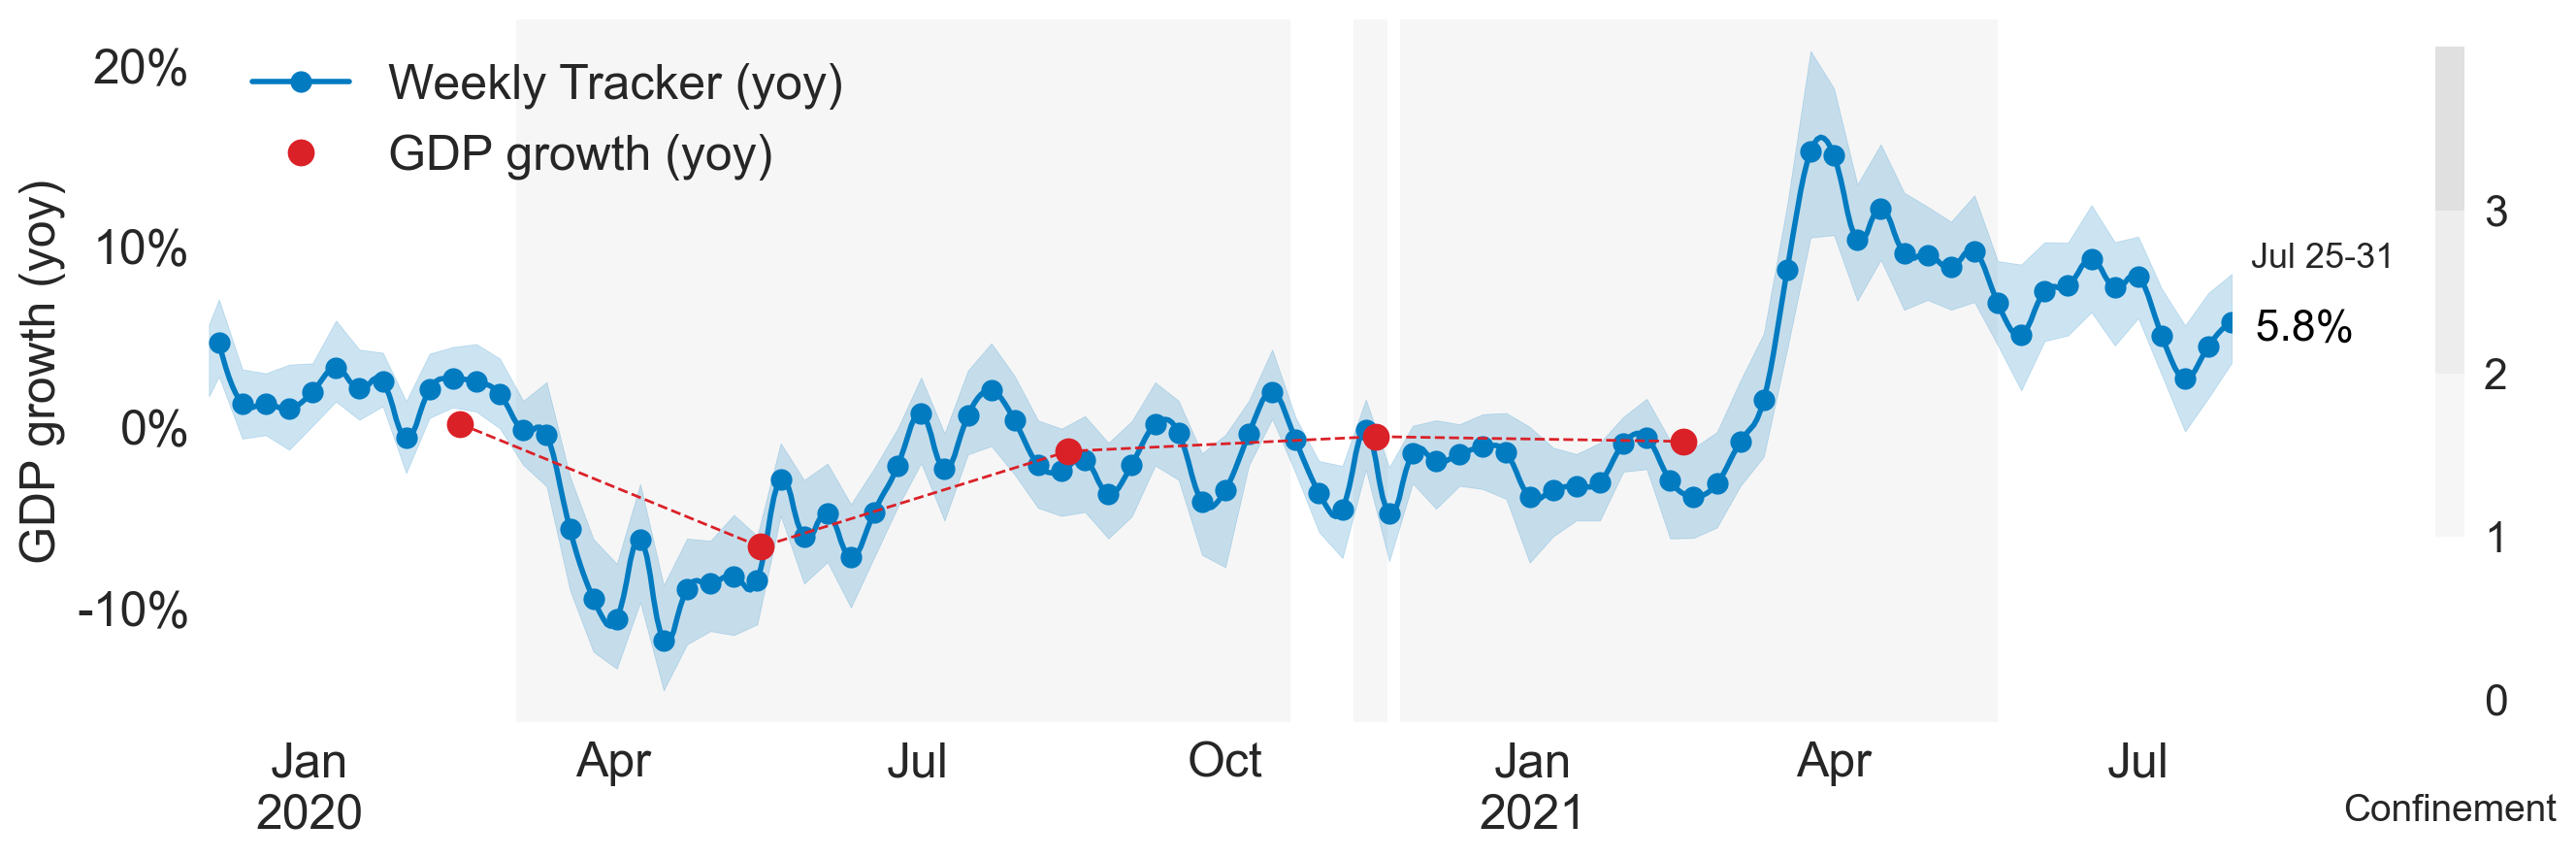 Weekly Tracker (yoy)
GDP growth (yoy)
GDP growth (yoy)
20%
10%
0%
-10%
Jan
2020
Apr
Jul
Oct
Jan
2021
Apr
Jul
Jul 25-31
5.8%
3
2
1
0
Confinement